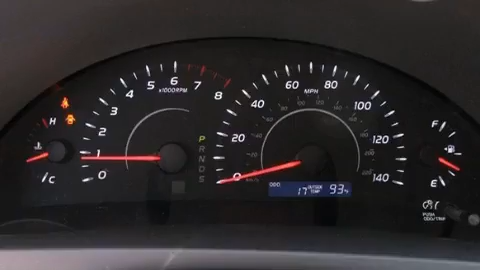 H
C
8
7
6
5
4
3
2
1
0
x1000RPM
P
R
N
D
S
0
20
40
60
80
100
120
140
MPH
km/h
ODO
17
OUTSIDE
TEMP
93
F
E
PUSH
ODO/TRIP